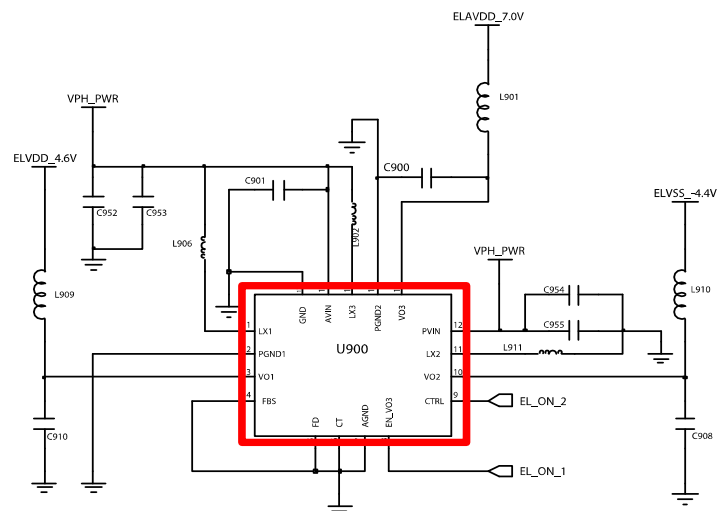 ELAVDD_7.0V
L901
VPH_PWR
ELVDD_4.6V
C901
C900
ELVSS_-4.4V
C952
C953
L902
L906
VPH_PWR
L909
C954
L910
C955
L911
GND
AVIN
LX3
PGND2
VO3
1
LX1
U900
PVIN
12
2
PGND1
LX2
11
3
VO1
VO2
10
4
FBS
CTRL
9
EL_ON_2
FD
CT
AGND
EN_VO3
C910
C908
EL_ON_1